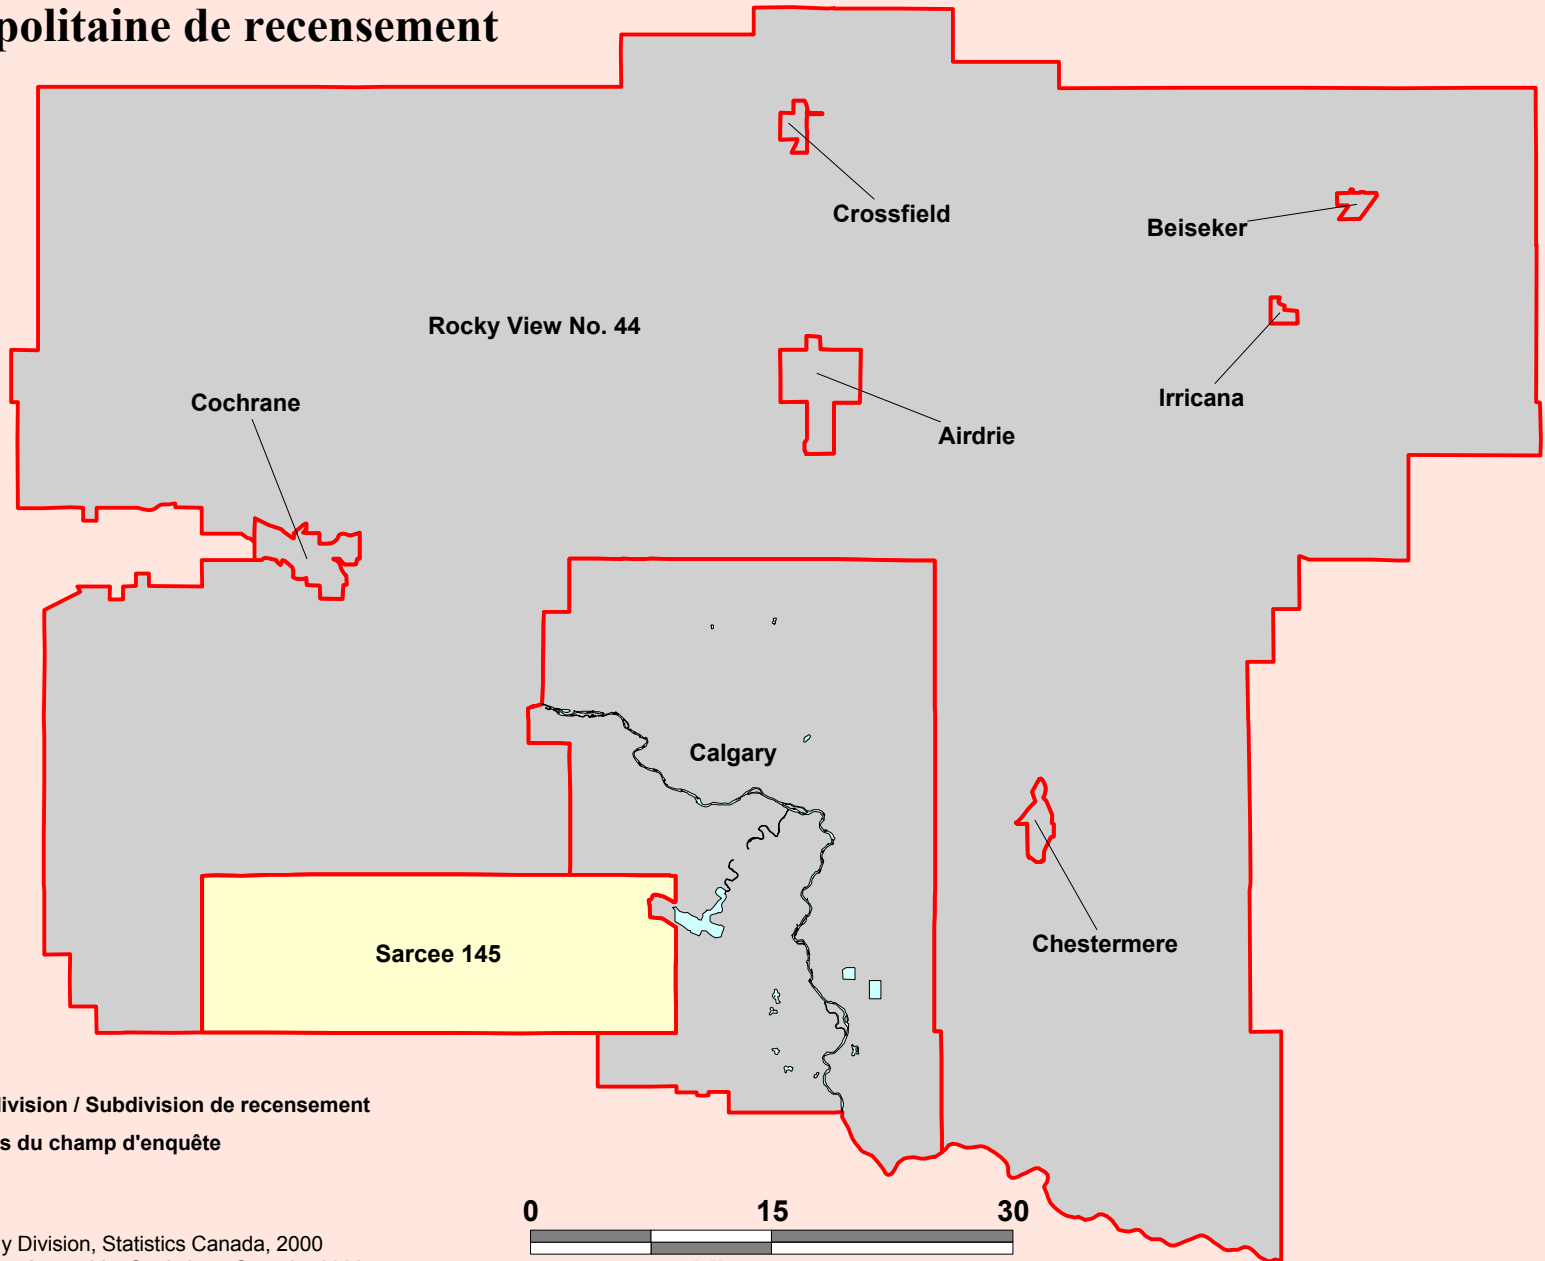 politaine de recensement
Crossfield
Beiseker
Rocky View No. 44
Irricana
Cochrane
Airdrie
Calgary
Chestermere
Sarcee 145
division / Subdivision de recensement
s du champ d'enquête
0 15 30
y Division, Statistics Canada, 2000